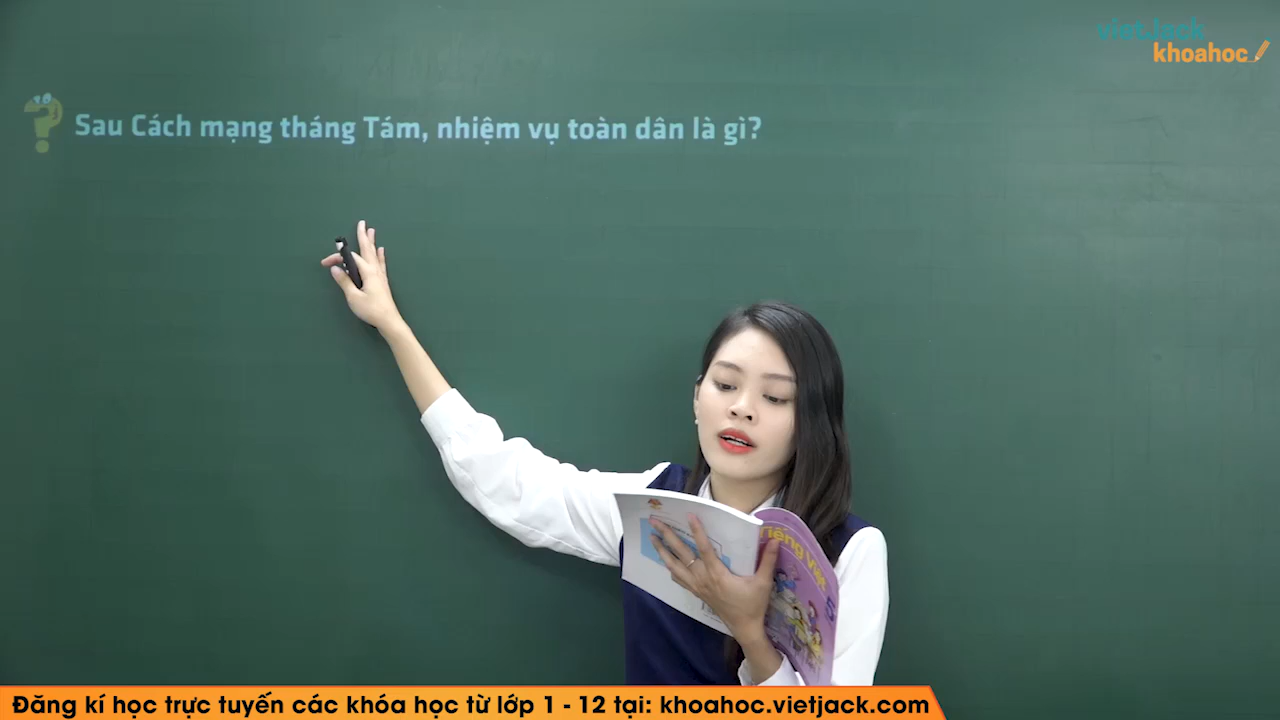 vietJack
khoahoc
Sau Cách mạng tháng Tám, nhiệm vụ toàn dân là gì?
Tiếng Việt
5
Đăng kí học trực tuyến các khóa học từ lớp 1 - 12 tại: khoahoc.vietjack.com